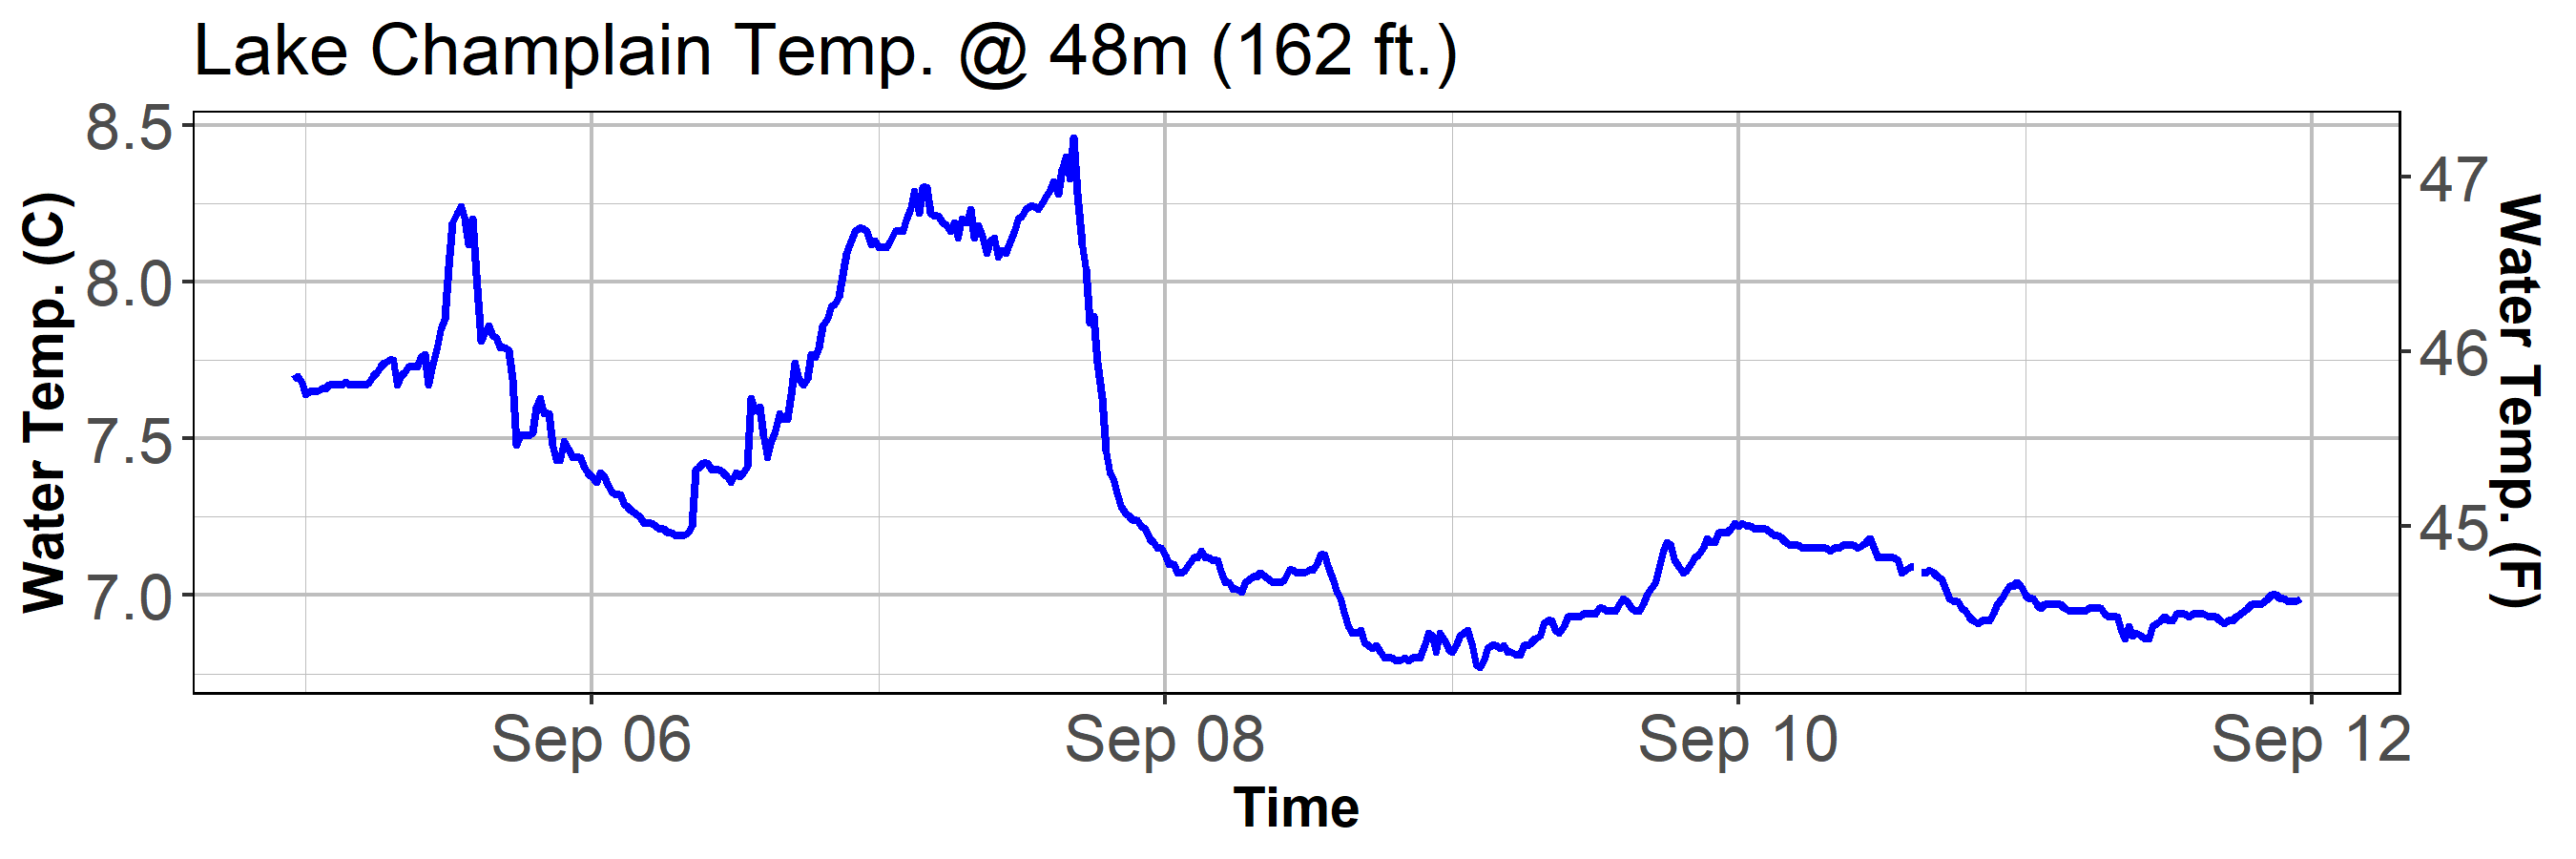 Lake Champlain Temp. @ 48m (162 ft.)
Water Temp. (C)
8.5
8.0
7.5
7.0
47
46
45
Water Temp. (F)
Sep 06 Sep 08 Sep 10 Sep 12
Time